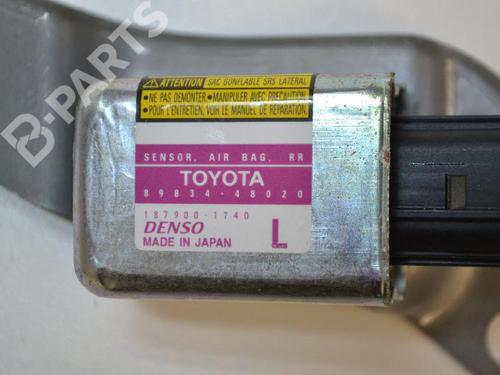 B-PARTS
ATTENTION SAC GONFLABLE SRS LATERAL
•NE PAS DEMONTER. •MANIPULER AVEC PRECAUTION.
•POUR L'ENTRETIEN, VOIR LE MANUEL DE REPARATION.
SENSOR, AIR BAG, RR
TOYOTA
89834-48020
187900-1740
DENSO
MADE IN JAPAN
L